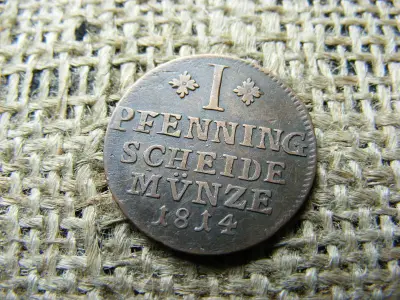 I
PFENNING
SCHEIDE
MÜNZE
1814